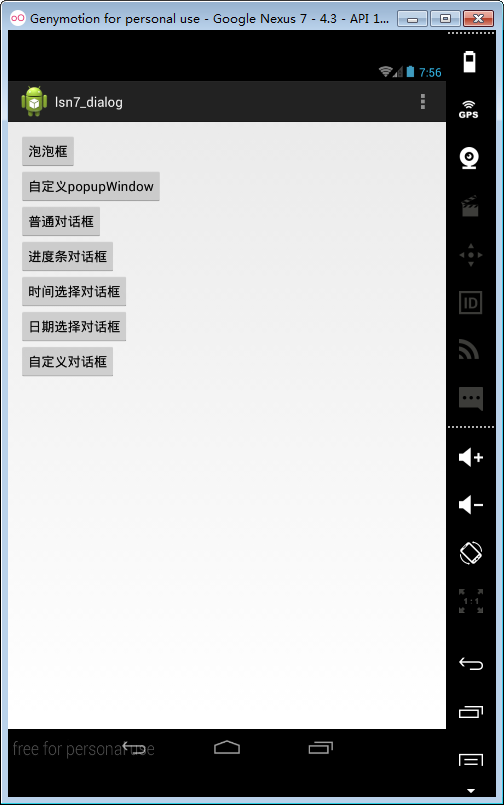 Genymotion for personal use - Google Nexus 7 - 4.3 - API 1...
7:56
lsn7_dialog
GPS
泡泡框
自定义popupWindow
普通对话框
进度条对话框
ID
时间选择对话框
日期选择对话框
自定义对话框
1:1
free for personal use